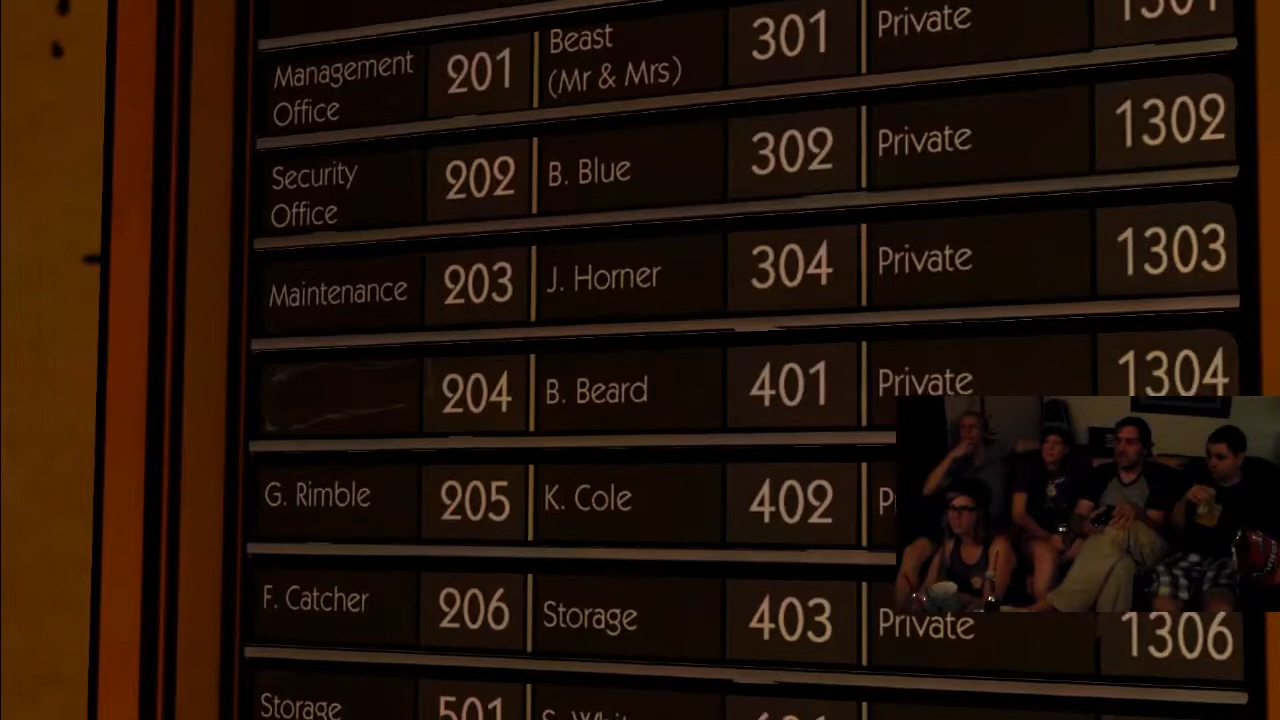 Management
Office
201
Beast
(Mr & Mrs)
301
Private
1301
Security
Office
202
B. Blue
302
Private
1302
Maintenance
203
J. Horner
304
Private
1303
204
B. Beard
401
Private
1304
G. Rimble
205
K. Cole
402
F. Catcher
206
Storage
403
Private
1306
Storage
501